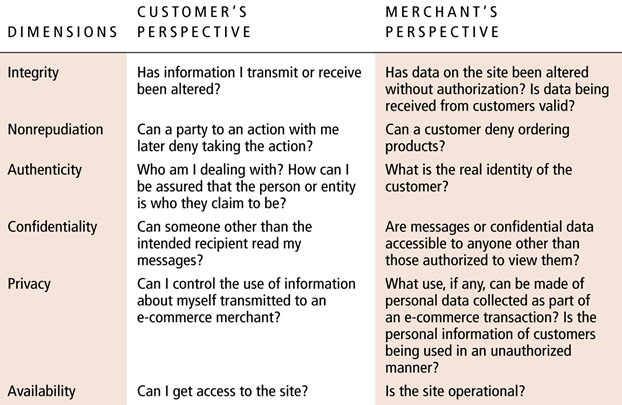 DIMENSIONS
CUSTOMER'S
PERSPECTIVE
MERCHANT'S
PERSPECTIVE
Integrity
Has information I transmit or receive
been altered?
Has data on the site been altered
without authorization? Is data being
received from customers valid?
Nonrepudiation
Can a party to an action with me
later deny taking the action?
Can a customer deny ordering
products?
Authenticity
Who am I dealing with? How can I
be assured that the person or entity
is who they claim to be?
What is the real identity of the
customer?
Confidentiality
Can someone other than the
intended recipient read my
messages?
Are messages or confidential data
accessible to anyone other than
those authorized to view them?
Privacy
Can I control the use of information
about myself transmitted to an
e-commerce merchant?
What use, if any, can be made of
personal data collected as part of
an e-commerce transaction? Is the
personal information of customers
being used in an unauthorized
manner?
Availability
Can I get access to the site?
Is the site operational?